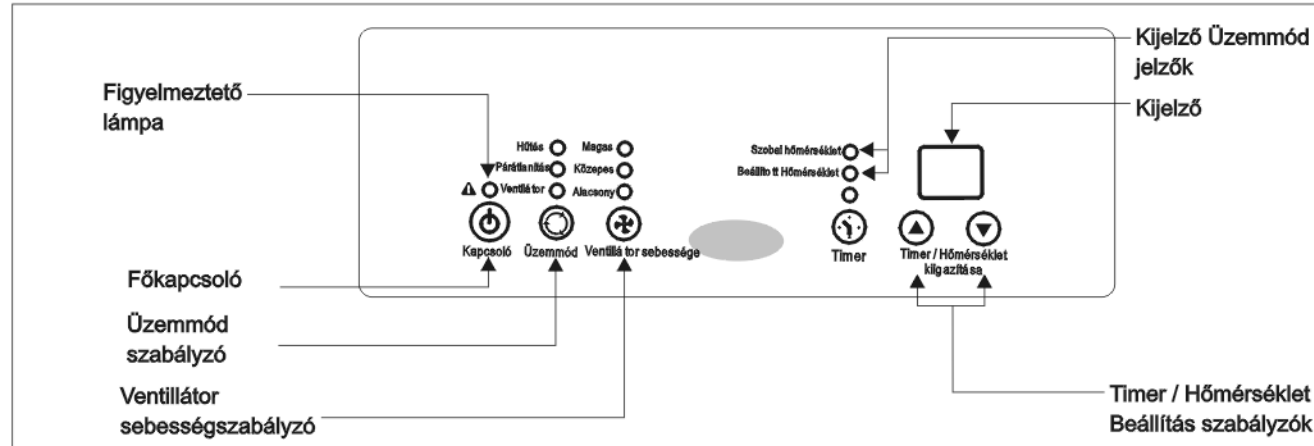 Kijelző Üzemmód
jelzők
Kijelző
Figyelmeztető
lámpa
Hűtés
Magas
Párátlanítás
Közepes
Ventilátor
Alacsony
Szobai hőmérséklet
Beállított Hőmérséklet
Kapcsoló
Üzemmód
Ventillátor sebessége
Timer
Timer / Hőmérséklet
kiigazítása
Főkapcsoló
Üzemmód
szabályzó
Ventillátor
sebességszabályzó
Timer / Hőmérséklet
Beállítás szabályzók